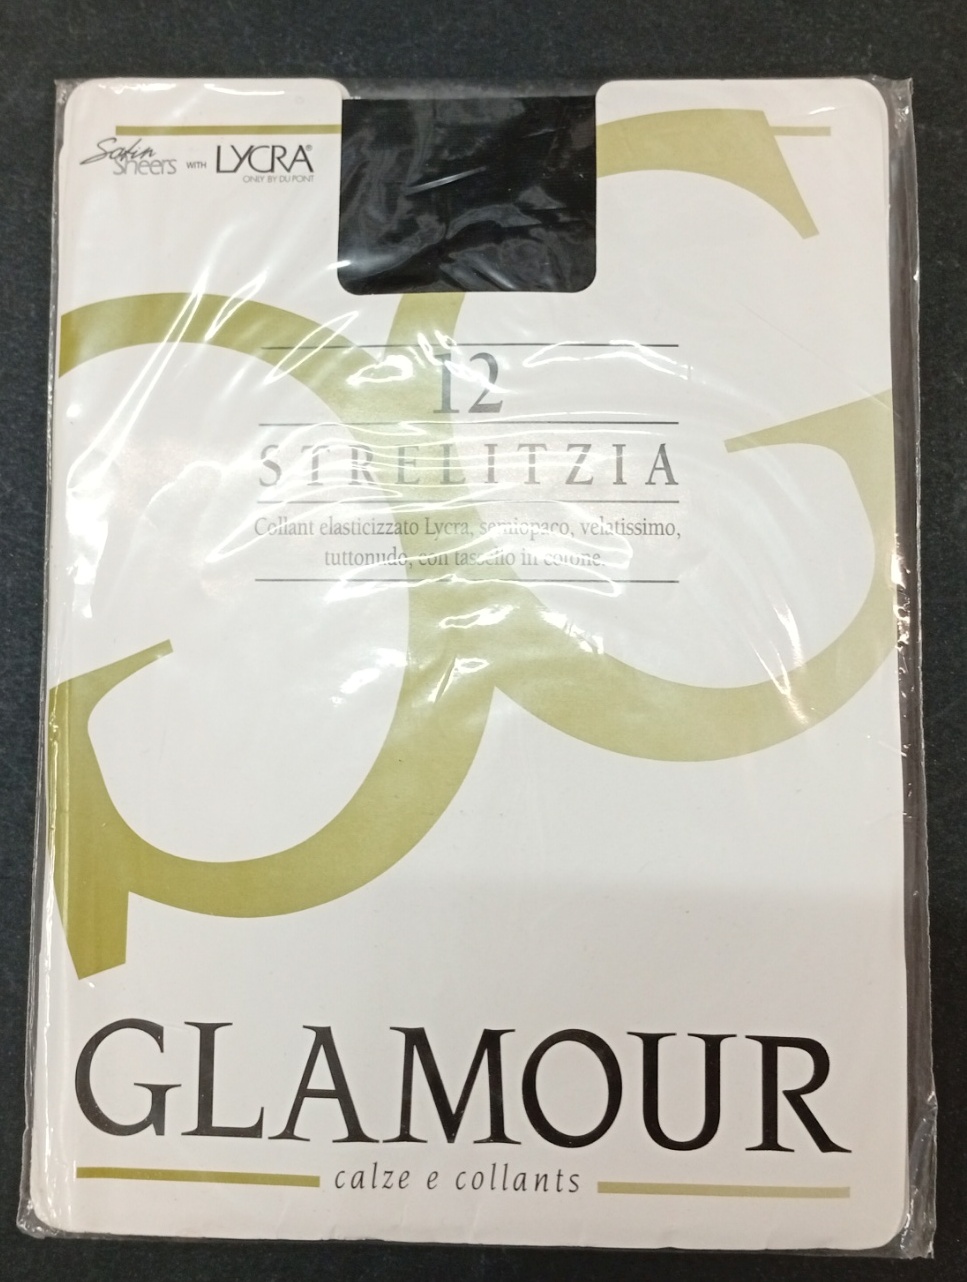 Satin
Sheers WITH LYCRA®
ONLY BY DU PONT
12
STRELITZIA
Collant elasticizzato Lycra, semiopaco, velatissimo,
tuttonudo, con tassello in cotone.
GLAMOUR
calze e collants